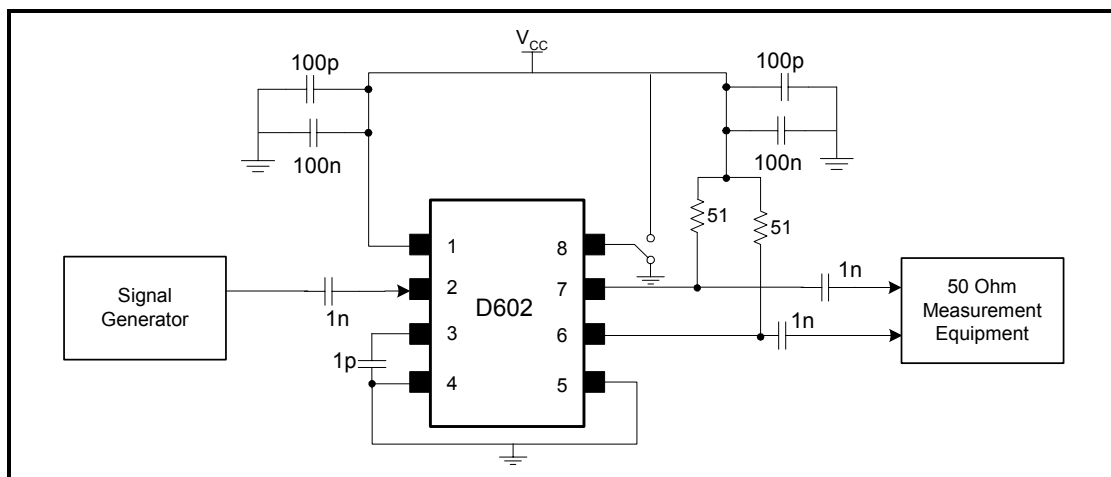 V_CC
100p
100p
100n
100n
51
51
1
8
Signal
Generator
1n
2
7
1n
50 Ohm
Measurement
Equipment
D602
3
6
1n
1p
4
5